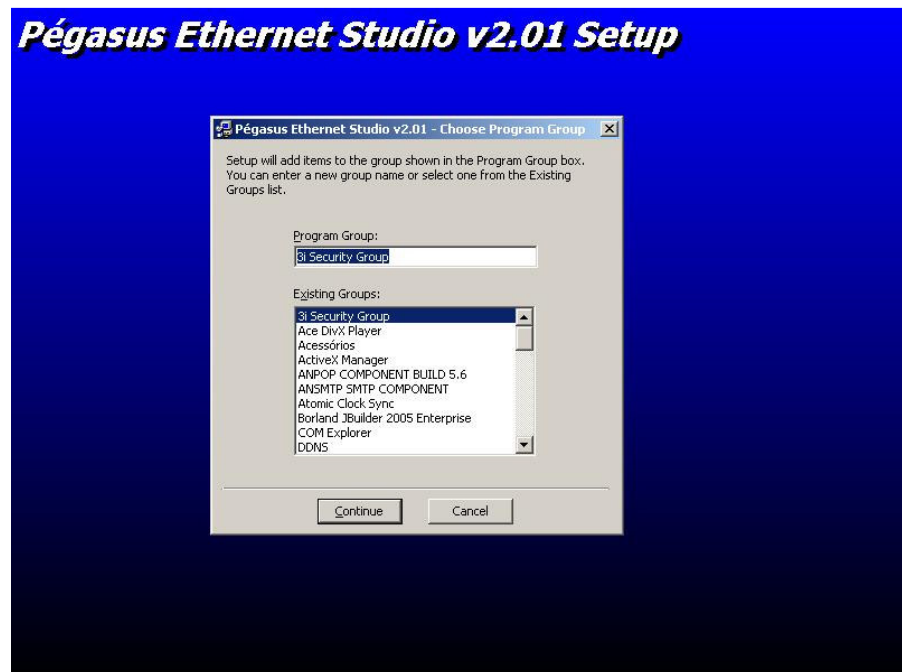 Pégasus Ethernet Studio v2.01 Setup
Pégasus Ethernet Studio v2.01 - Choose Program Group
Setup will add items to the group shown in the Program Group box.
You can enter a new group name or select one from the Existing
Groups list.
Program Group:
3i Security Group
Existing Groups:
3i Security Group
Ace DivX Player
Acessórios
ActiveX Manager
ANPOP COMPONENT BUILD 5.6
ANSMTP SMTP COMPONENT
Atomic Clock Sync
Borland JBuilder 2005 Enterprise
COM Explorer
DDNS
Continue
Cancel